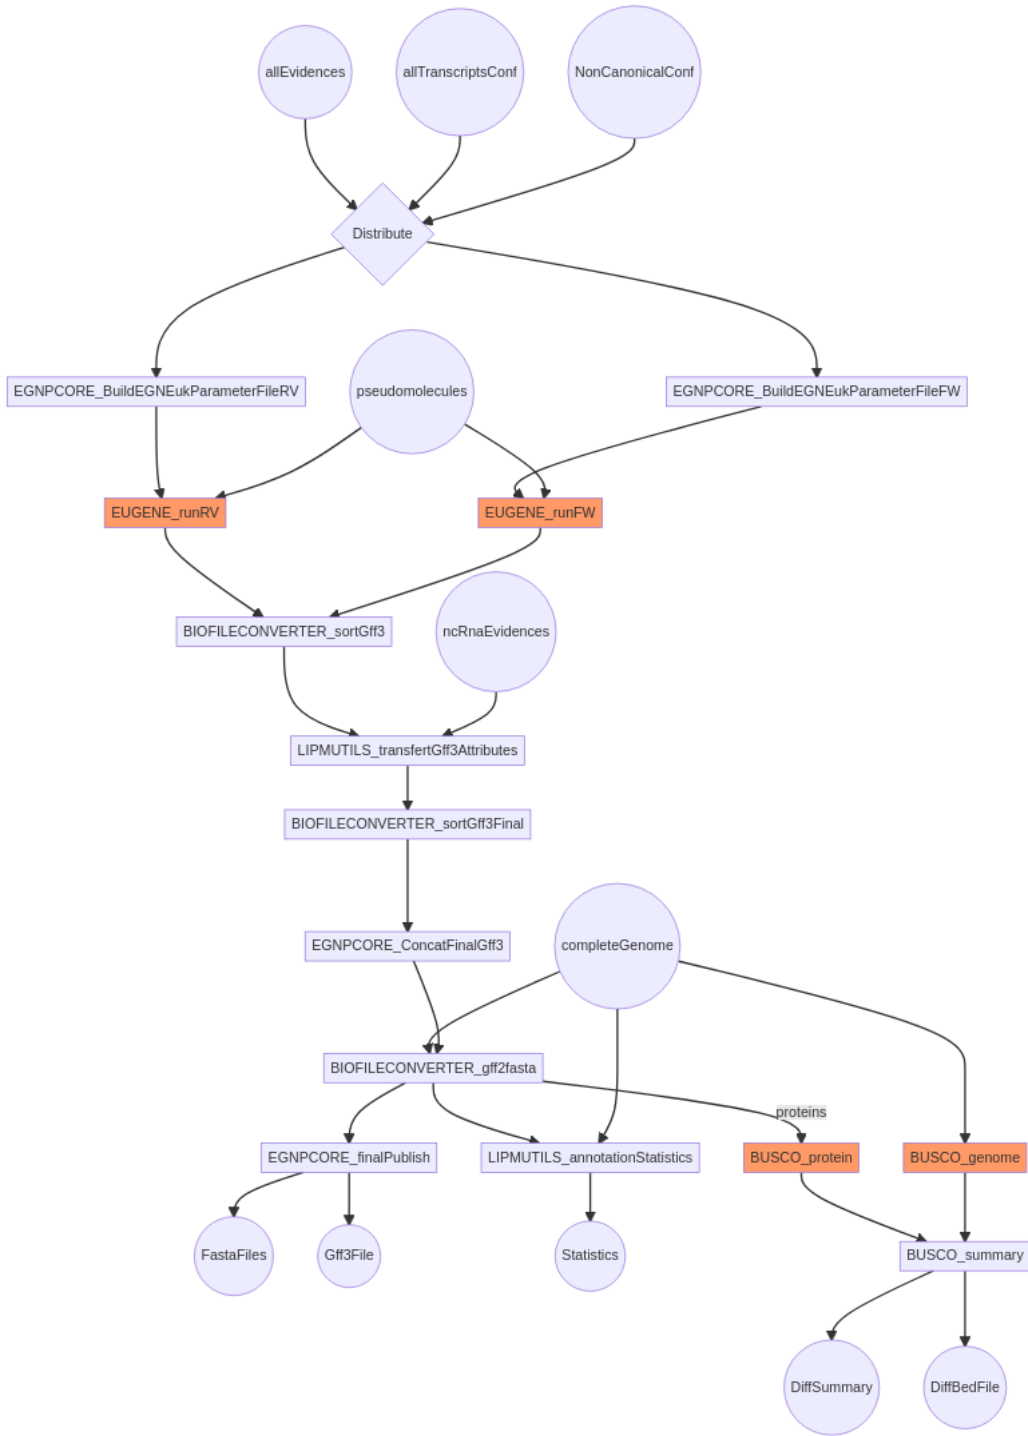 allEvidences
allTranscriptsConf
NonCanonicalConf
Distribute
EGNPCORE_BuildEGNEukParameterFileRV
pseudomolecules
EGNPCORE_BuildEGNEukParameterFileFW
EUGENE_runRV
EUGENE_runFW
BIOFILECONVERTER_sortGff3
ncRnaEvidences
LIPMUTILS_transfertGff3Attributes
BIOFILECONVERTER_sortGff3Final
EGNPCORE_ConcatFinalGff3
completeGenome
BIOFILECONVERTER_gff2fasta
proteins
EGNPCORE_finalPublish
LIPMUTILS_annotationStatistics
BUSCO_protein
BUSCO_genome
FastaFiles
Gff3File
Statistics
BUSCO_summary
DiffSummary
DiffBedFile